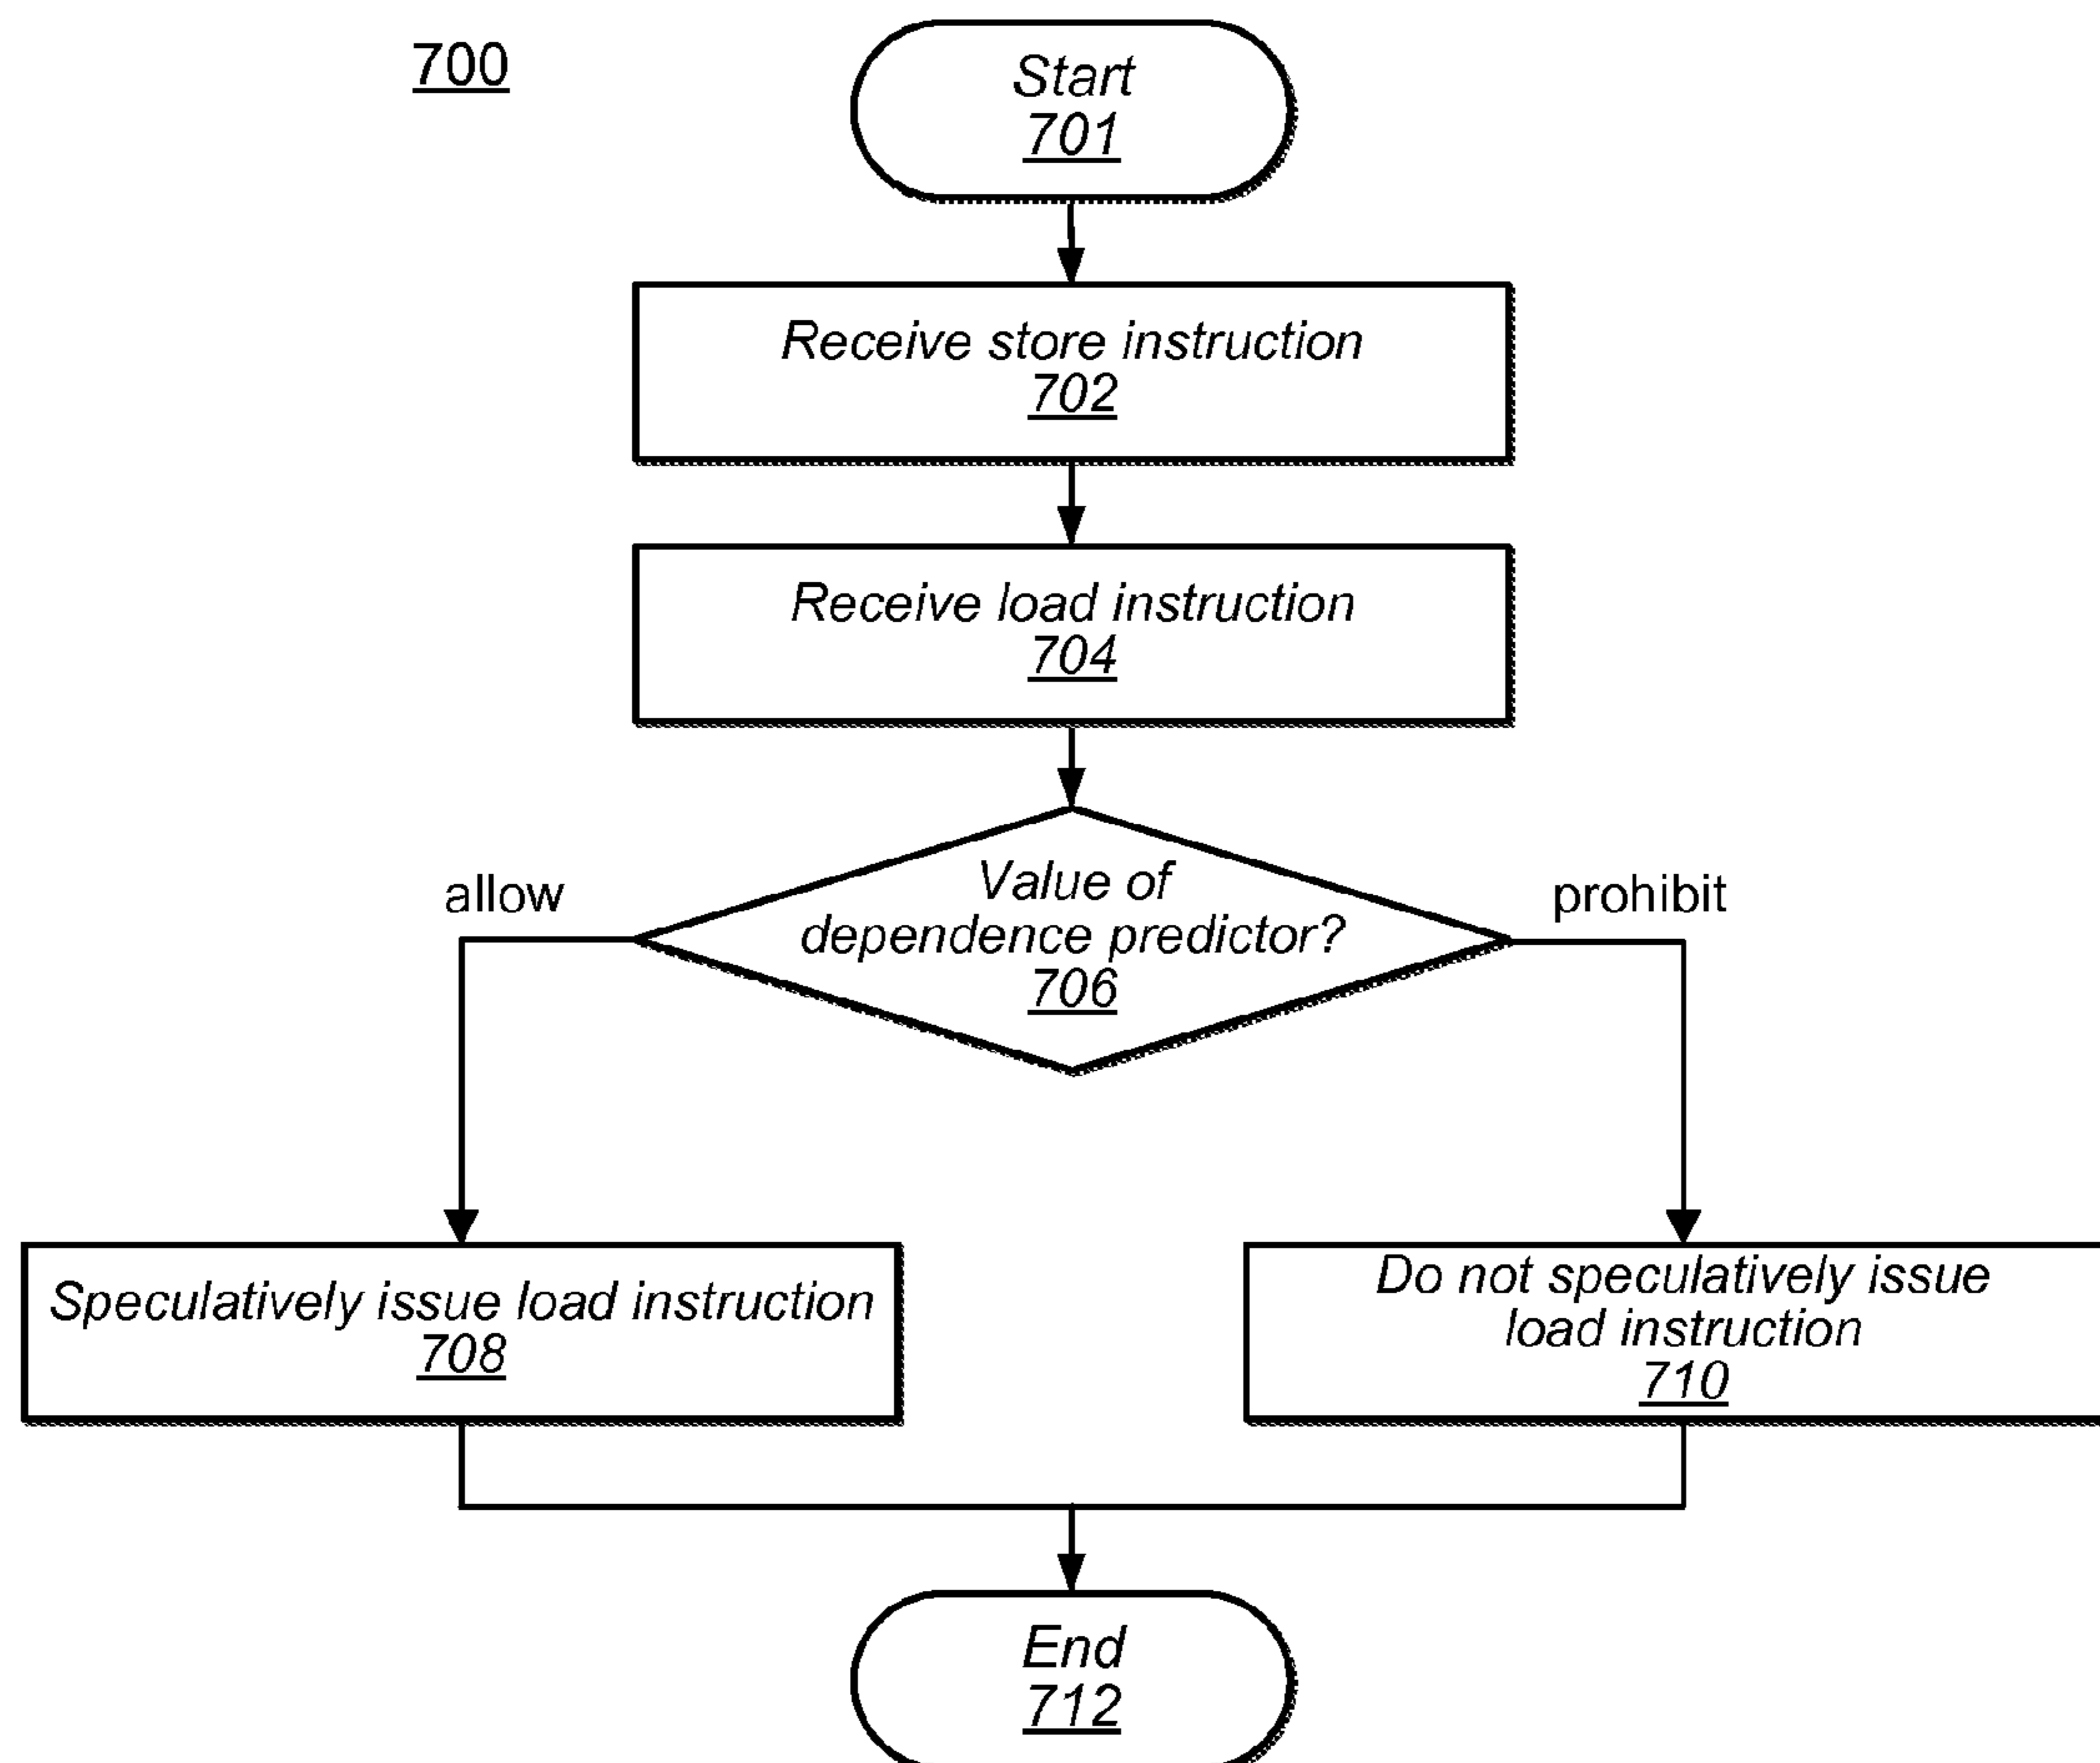 700
Start
701
Receive store instruction
702
Receive load instruction
704
Value of
dependence predictor?
706
allow
prohibit
Speculatively issue load instruction
708
Do not speculatively issue
load instruction
710
End
712